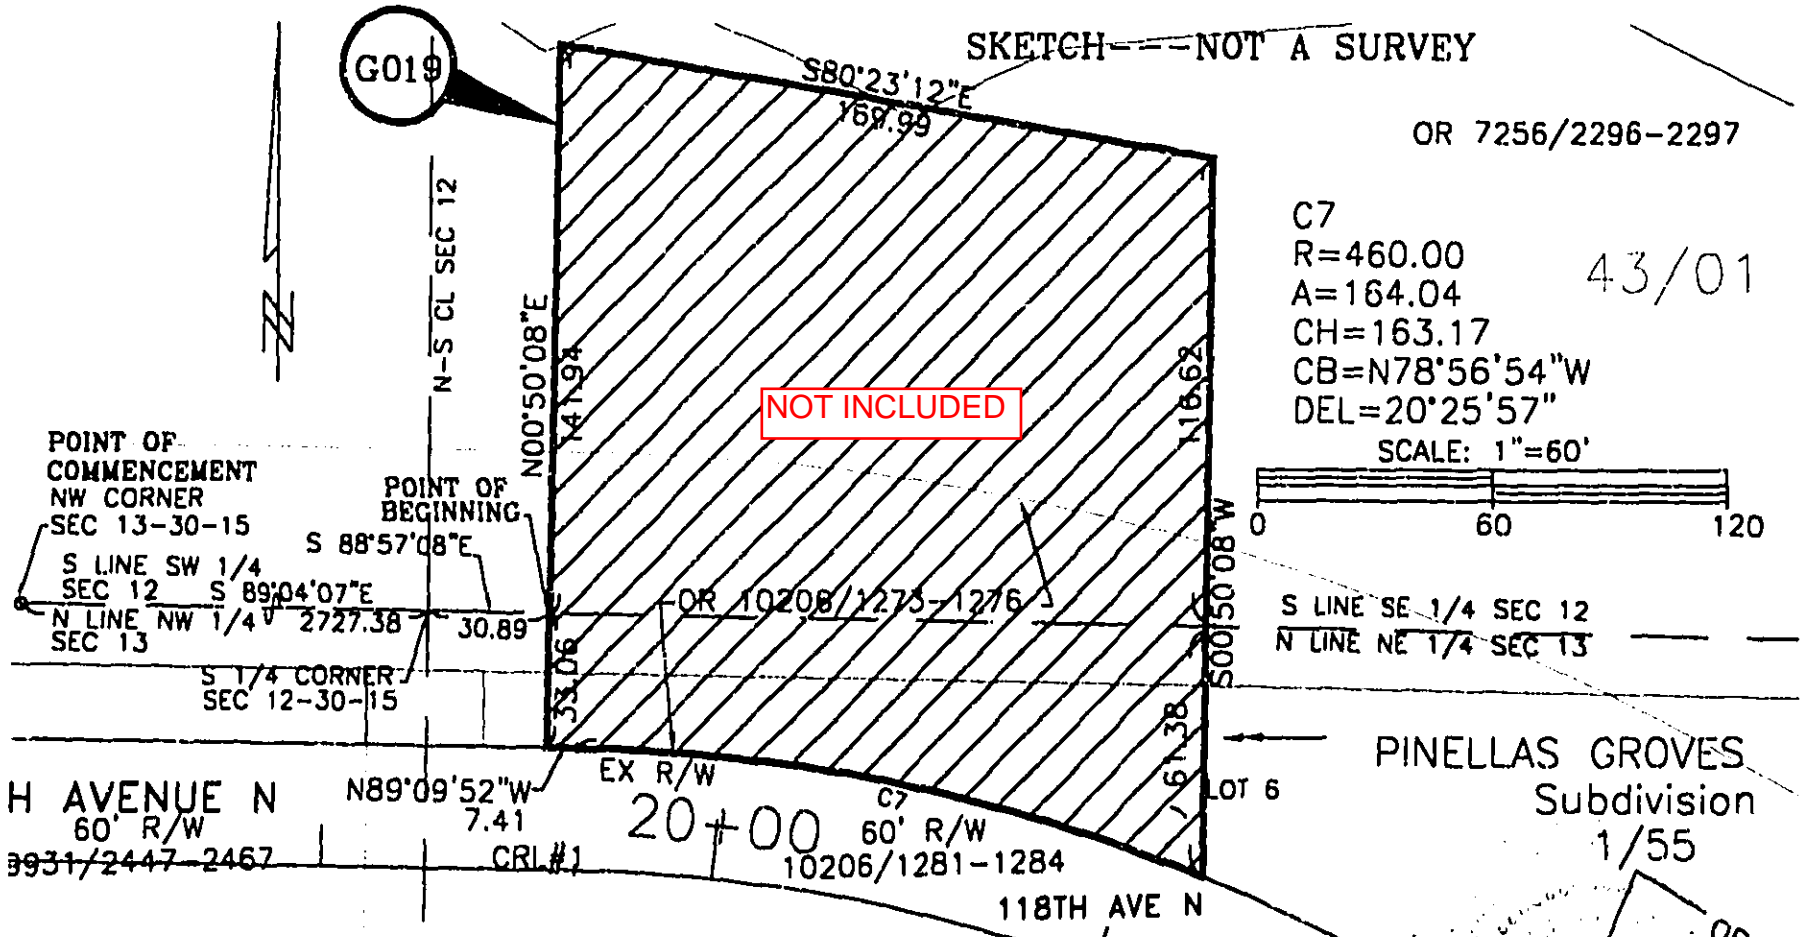 SKETCH---NOT A SURVEY
G019
S80°23'12"E
169.99
OR 7256/2296-2297
N-S CL SEC 12
C7
R=460.00
A=164.04
CH=163.17
CB=N78°56'54"W
DEL=20°25'57"
43/01
SCALE: 1"=60'
0 60 120
N
N00°50'08"E
141.94
116.62
NOT INCLUDED
POINT OF
COMMENCEMENT
NW CORNER
SEC 13-30-15
POINT OF
BEGINNING
S 88°57'08"E
S LINE SW 1/4
SEC 12 S 89°04'07"E
N LINE NW 1/4 2727.38
SEC 13
30.89
OR 10206/1273-1276
S00°50'08"W
S LINE SE 1/4 SEC 12
N LINE NE 1/4 SEC 13
S 1/4 CORNER
SEC 12-30-15
33.06
61.38
PINELLAS GROVES
Subdivision
1/55
LOT 6
EX R/W
N89°09'52"W
7.41
H AVENUE N
60' R/W
9931/2447-2467
CRL#1
20+00
C7
60' R/W
10206/1281-1284
118TH AVE N